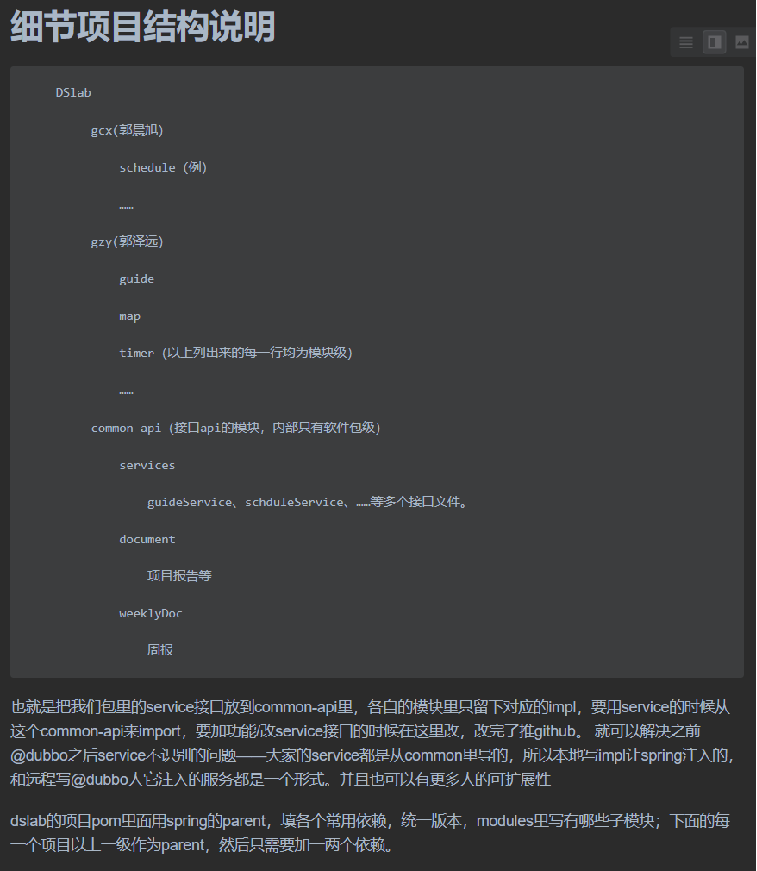 细节项目结构说明
DSlab
gcx(郭晨旭)
schedule (例)
……
gzy(郭泽远)
guide
map
timer (以上列出来的每一行均为模块级)
……
common-api (接口api的模块，内部只有软件包级)
services
guideService、schduleService、……等多个接口文件。
document
项目报告等
weeklyDoc
周报
也就是把我们包里的service接口放到common-api里，各自的模块里只留下对应的impl，要用service的时候从
这个common-api来import，要加功能/改service接口的时候在这里改，改完了推github。 就可以解决之前
@dubbo之后service不识别的问题——大家的service都是从common里导的，所以本地写impl让spring注入的，
和远程写@dubbo人它注入的服务都是一个形式。并且也可以有更多人的可扩展性
dslab的项目pom里面用spring的parent，填各个常用依赖，统一版本，modules里写有哪些子模块；下面的每
一个项目以上一级作为parent，然后只需要加一两个依赖。